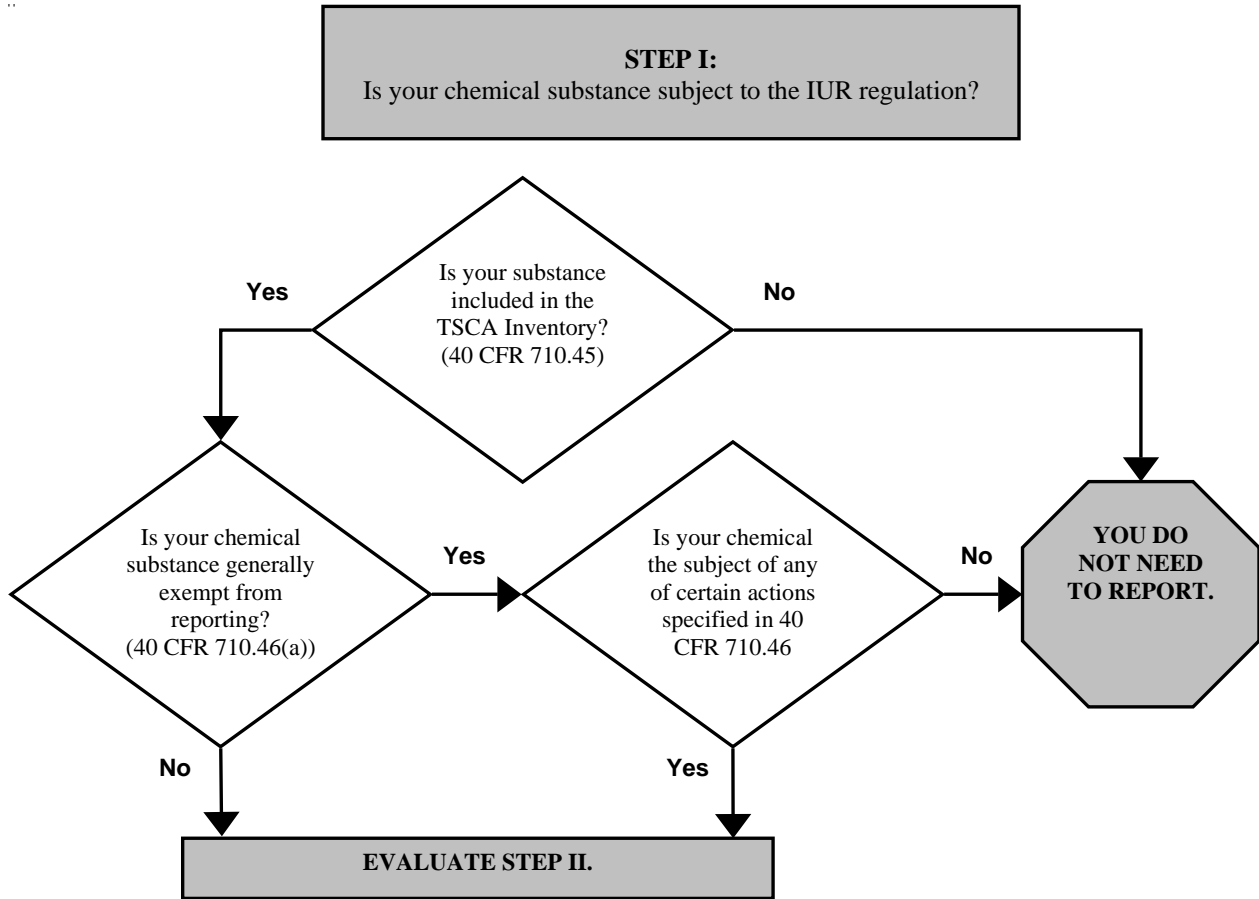 STEP I:
Is your chemical substance subject to the IUR regulation?
Is your substance
included in the
TSCA Inventory?
(40 CFR 710.45)
Yes
No
Is your chemical
substance generally
exempt from
reporting?
(40 CFR 710.46(a))
Yes
Is your chemical
the subject of any
of certain actions
specified in 40
CFR 710.46
No
YOU DO
NOT NEED
TO REPORT.
No
Yes
EVALUATE STEP II.